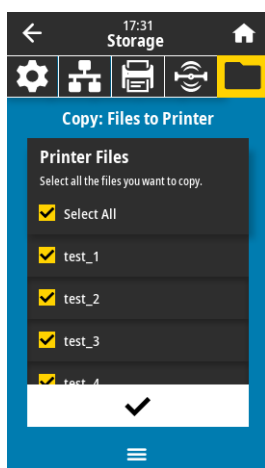 17:31
Storage
Copy: Files to Printer
Printer Files
Select all the files you want to copy.
Select All
test_1
test_2
test_3
test_4